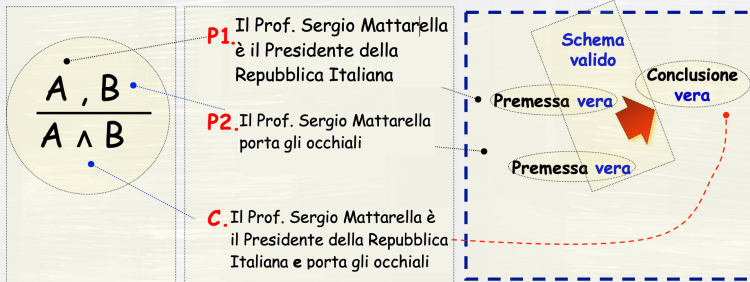 A , B
A ∧ B
P1. Il Prof. Sergio Mattarella
è il Presidente della
Repubblica Italiana
P2. Il Prof. Sergio Mattarella
porta gli occhiali
C. Il Prof. Sergio Mattarella è
il Presidente della Repubblica
Italiana e porta gli occhiali
Schema
valido
Premessa vera
Premessa vera
Conclusione
vera